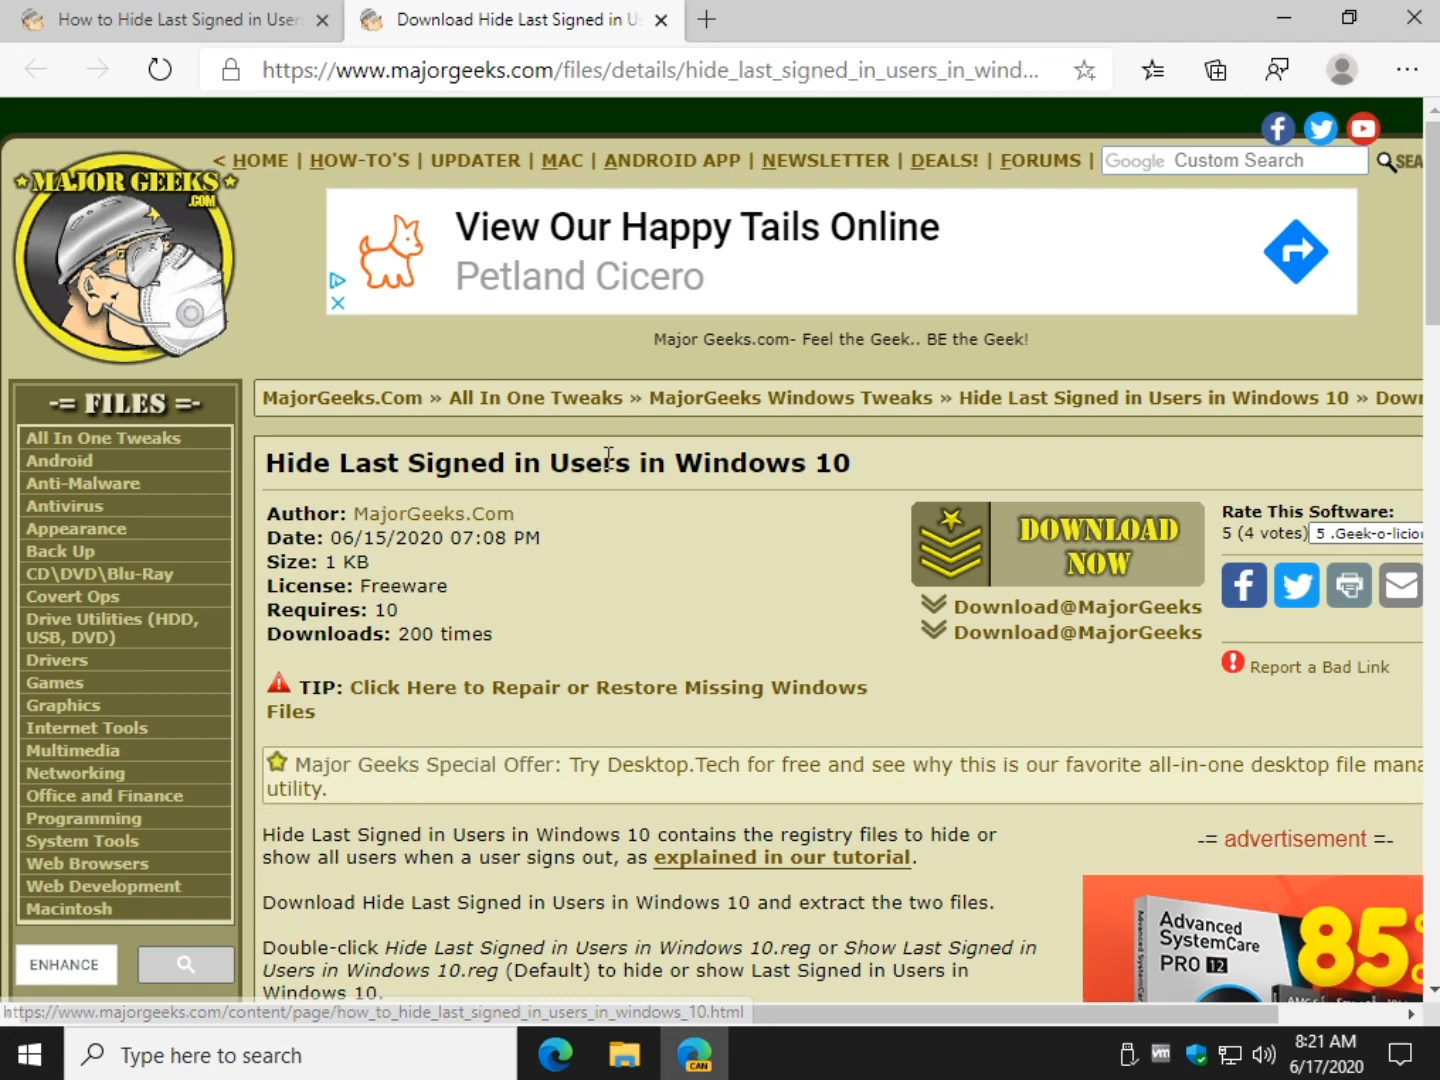 How to Hide Last Signed in User
Download Hide Last Signed in U
https://www.majorgeeks.com/files/details/hide_last_signed_in_users_in_wind...
MAJOR GEEKS
.COM
< HOME | HOW-TO'S | UPDATER | MAC | ANDROID APP | NEWSLETTER | DEALS! | FORUMS |
Google Custom Search
SEA
View Our Happy Tails Online
Petland Cicero
Major Geeks.com- Feel the Geek.. BE the Geek!
-= FILES =-
All In One Tweaks
Android
Anti-Malware
Antivirus
Appearance
Back Up
CD\DVD\Blu-Ray
Covert Ops
Drive Utilities (HDD,
USB, DVD)
Drivers
Games
Graphics
Internet Tools
Multimedia
Networking
Office and Finance
Programming
System Tools
Web Browsers
Web Development
Macintosh
ENHANCE
MajorGeeks.Com » All In One Tweaks » MajorGeeks Windows Tweaks » Hide Last Signed in Users in Windows 10 » Down
Hide Last Signed in Users in Windows 10
Author: MajorGeeks.Com
Date: 06/15/2020 07:08 PM
Size: 1 KB
License: Freeware
Requires: 10
Downloads: 200 times
DOWNLOAD
NOW
Download@MajorGeeks
Download@MajorGeeks
Rate This Software:
5 (4 votes) 5 .Geek-o-liciou
Report a Bad Link
TIP: Click Here to Repair or Restore Missing Windows
Files
Major Geeks Special Offer: Try Desktop.Tech for free and see why this is our favorite all-in-one desktop file mana
utility.
Hide Last Signed in Users in Windows 10 contains the registry files to hide or
show all users when a user signs out, as explained in our tutorial.
Download Hide Last Signed in Users in Windows 10 and extract the two files.
Double-click Hide Last Signed in Users in Windows 10.reg or Show Last Signed in
Users in Windows 10.reg (Default) to hide or show Last Signed in Users in
Windows 10.
-= advertisement =-
Advanced
SystemCare
PRO 12
85%
https://www.majorgeeks.com/content/page/how_to_hide_last_signed_in_users_in_windows_10.html
Type here to search
CAN
vm
8:21 AM
6/17/2020